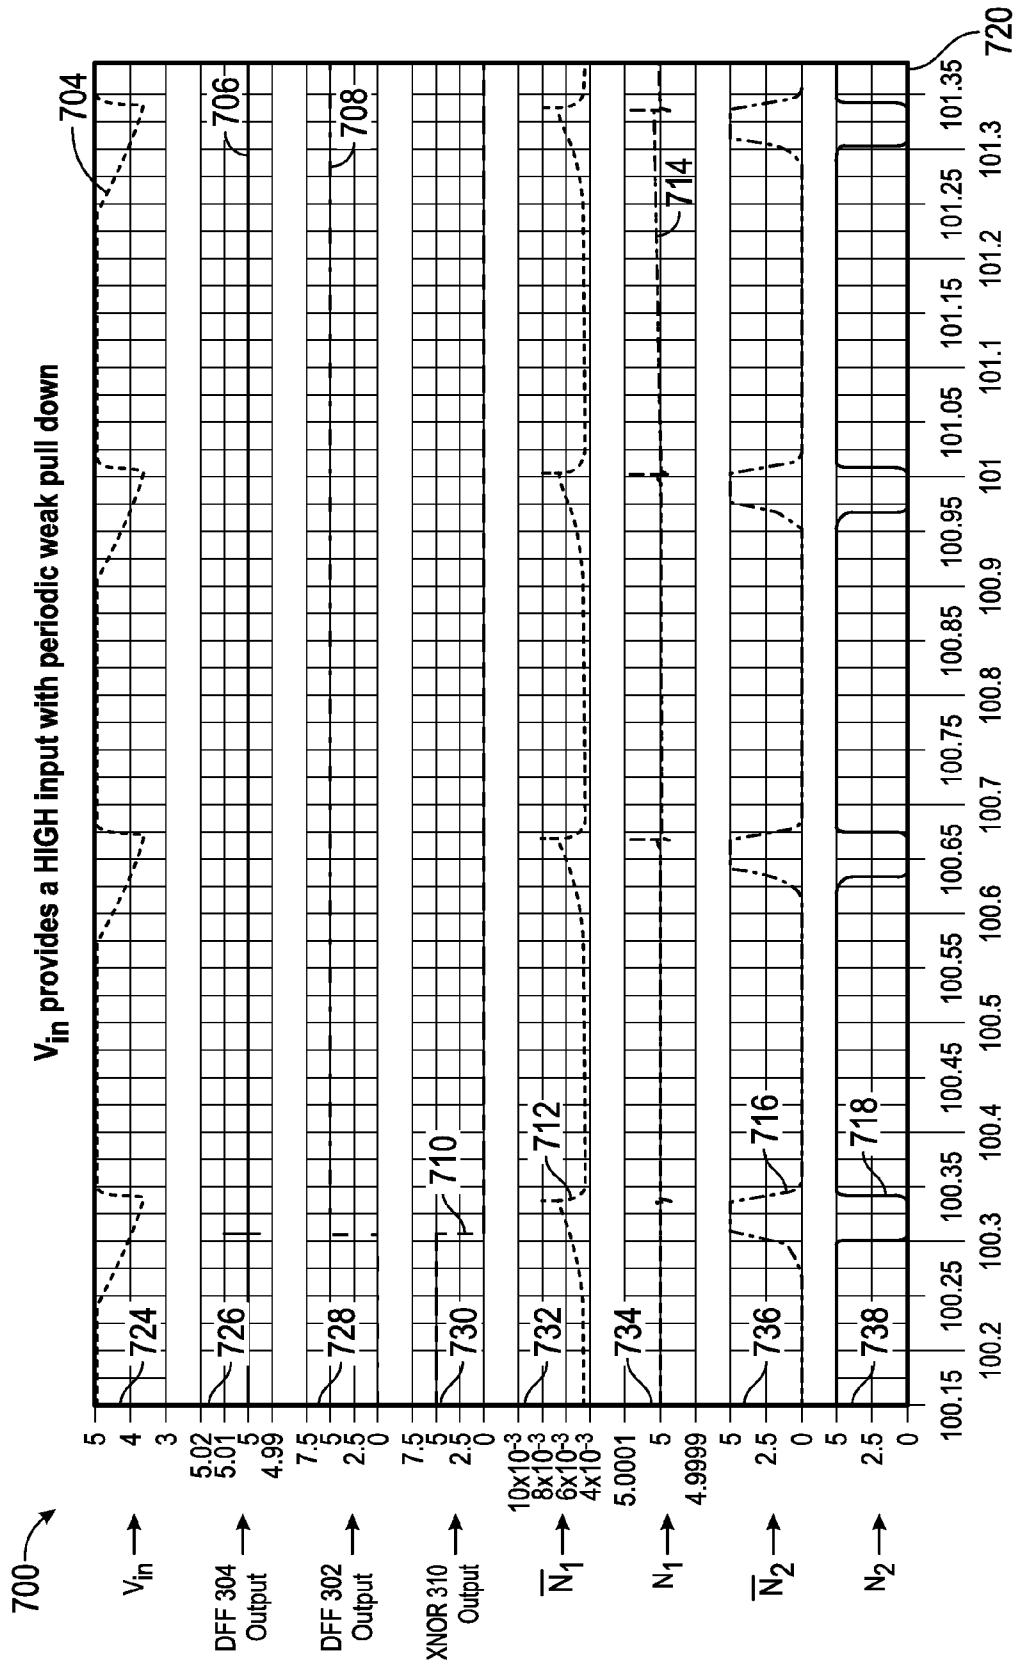 700
V_in provides a HIGH input with periodic weak pull down
V_in
5
4
3
724
704
DFF 304
Output
5.02
5.01
5
4.99
726
706
DFF 302
Output
7.5
5
2.5
0
728
708
XNOR 310
Output
7.5
5
2.5
0
730
710
N̅₁
10x10⁻³
8x10⁻³
6x10⁻³
4x10⁻³
732
712
N₁
5.0001
5
4.9999
734
714
N̅₂
5
2.5
0
736
716
N₂
5
2.5
0
738
718
100.15 100.2 100.25 100.3 100.35 100.4 100.45 100.5 100.55 100.6 100.65 100.7 100.75 100.8 100.85 100.9 100.95 101 101.05 101.1 101.15 101.2 101.25 101.3 101.35
720